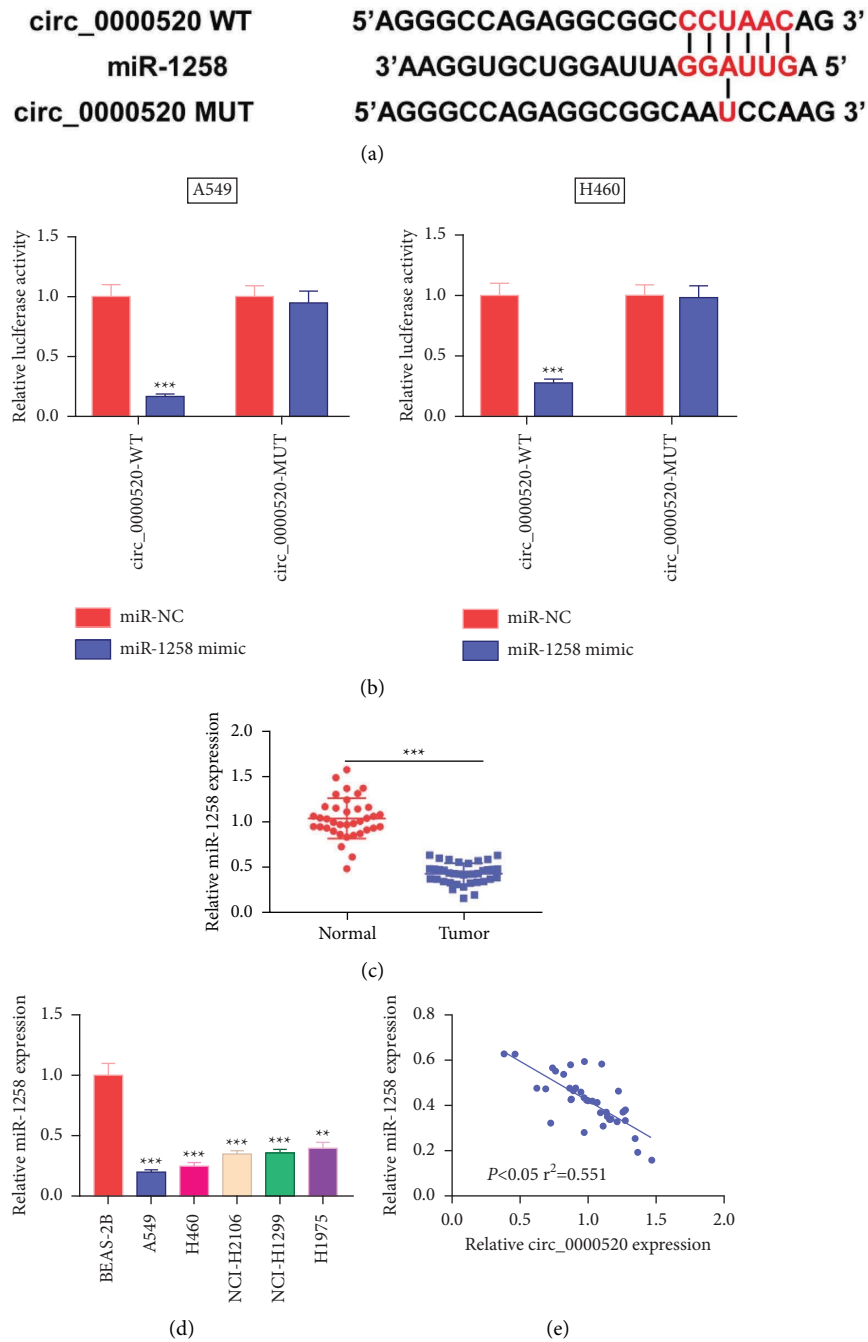 circ_0000520 WT 5’AGGGCCAGAGGCGGCCCUAACAG 3’
miR-1258 3’AAGGUGCUGGAUUAGGAUUGA 5’
circ_0000520 MUT 5’AGGGCCAGAGGCGGCAAUCCAAG 3’
(a)
A549
Relative luciferase activity
1.5
1.0
0.5
0.0
***
circ_0000520-WT
circ_0000520-MUT
miR-NC
miR-1258 mimic
H460
Relative luciferase activity
1.5
1.0
0.5
0.0
***
circ_0000520-WT
circ_0000520-MUT
miR-NC
miR-1258 mimic
(b)
Relative miR-1258 expression
2.0
1.5
1.0
0.5
0.0
***
Normal Tumor
(c)
Relative miR-1258 expression
1.5
1.0
0.5
0.0
*** *** *** *** **
BEAS-2B
A549
H460
NCI-H2106
NCI-H1299
H1975
(d)
Relative miR-1258 expression
0.8
0.6
0.4
0.2
0.0
P<0.05 r²=0.551
0.0 0.5 1.0 1.5 2.0
Relative circ_0000520 expression
(e)